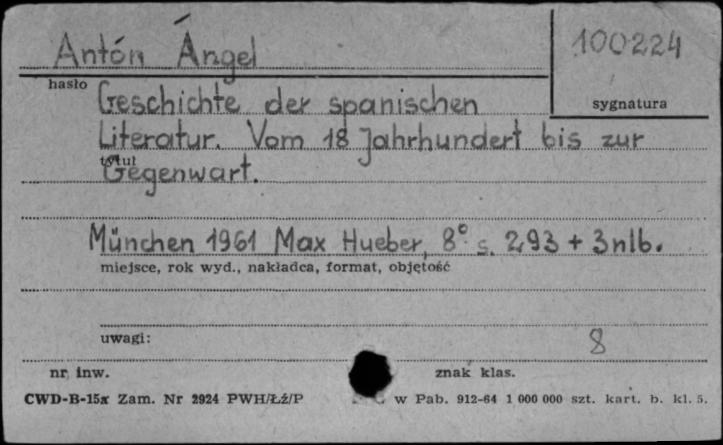 Antón Ángel
100224
hasło
sygnatura
Geschichte der spanischen
Literatur. Vom 18 Jahrhundert bis zur
tytuł
Gegenwart.
München 1961 Max Hueber, 8° s. 293 + 3nlb.
miejsce, rok wyd., nakładca, format, objętość
uwagi:
8
nr. inw.
znak klas.
CWD-B-15x Zam. Nr 2924 PWH/Łź/P
w Pab. 912-64 1 000 000 szt. kart. b. kl. 5.